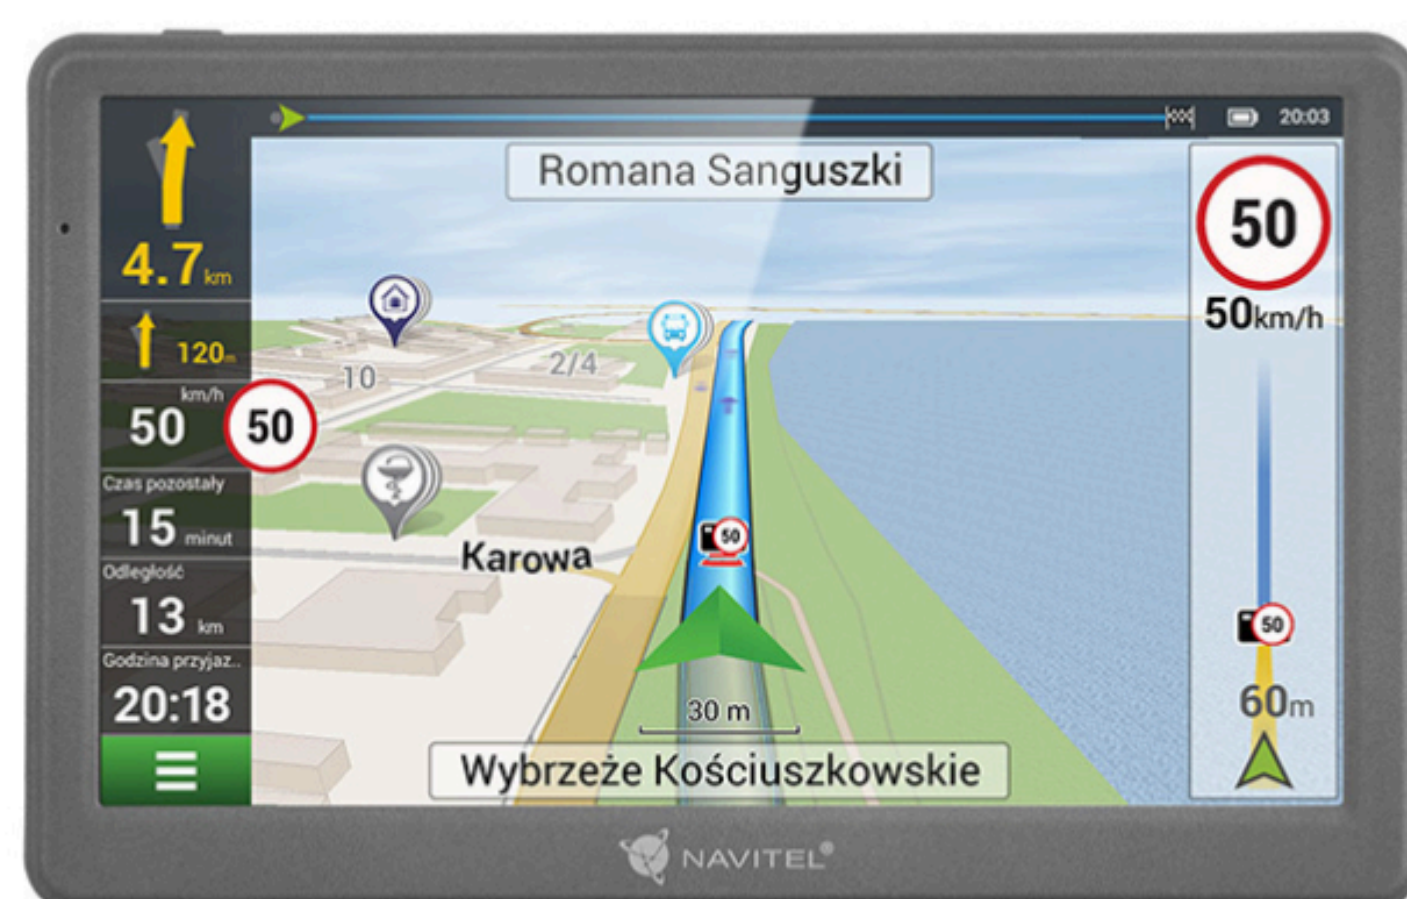 20:03
Romana Sanguszki
4.7 km
120m
km/h
50
50
Czas pozostały
15 minut
Odległość
13 km
Godzina przyjaz..
20:18
10
2/4
Karowa
50
30 m
Wybrzeże Kościuszkowskie
50
50km/h
50
60m
NAVITEL®